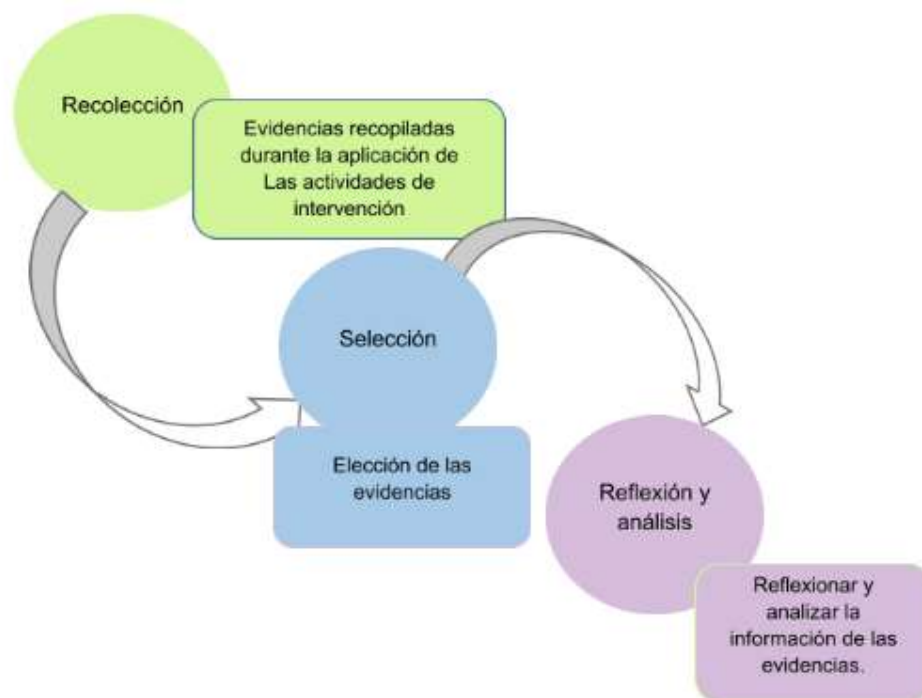 Recolección
Evidencias recopiladas
durante la aplicación de
Las actividades de
intervención
Selección
Elección de las
evidencias
Reflexión y
análisis
Reflexionar y
analizar la
información de las
evidencias.